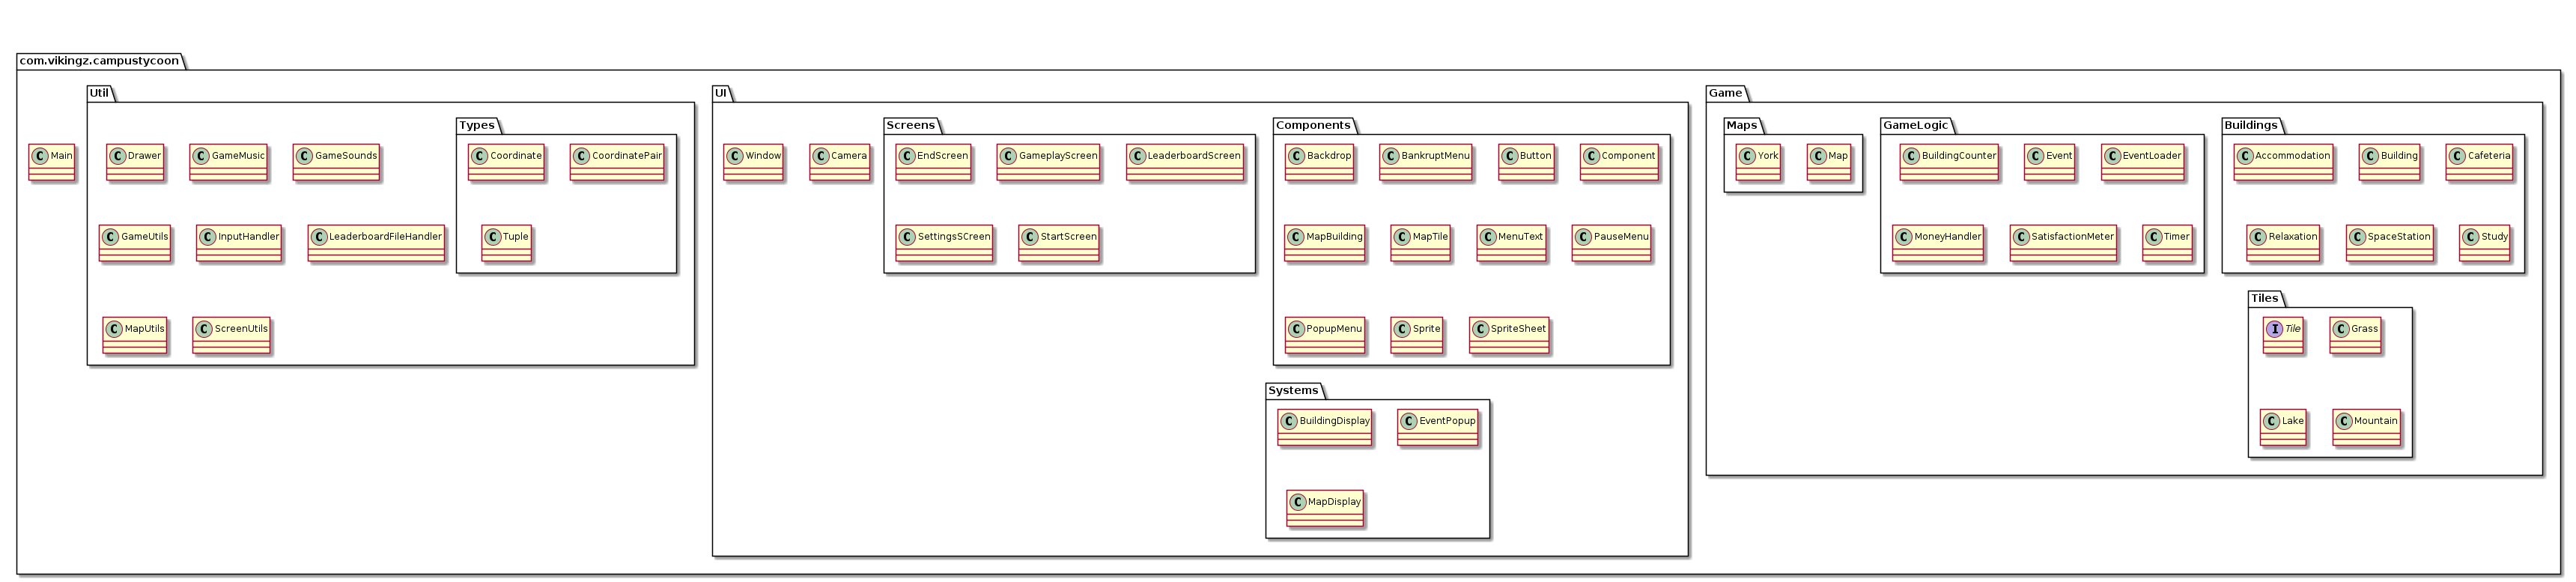 com.vikingz.campustycoon
C Main
Util
C Drawer
C GameMusic
C GameSounds
C GameUtils
C InputHandler
C LeaderboardFileHandler
C MapUtils
C ScreenUtils
Types
C Coordinate
C CoordinatePair
C Tuple
UI
C Window
C Camera
Screens
C EndScreen
C GameplayScreen
C LeaderboardScreen
C SettingsSCreen
C StartScreen
Components
C Backdrop
C BankruptMenu
C Button
C Component
C MapBuilding
C MapTile
C MenuText
C PauseMenu
C PopupMenu
C Sprite
C SpriteSheet
Systems
C BuildingDisplay
C EventPopup
C MapDisplay
Game
Maps
C York
C Map
GameLogic
C BuildingCounter
C Event
C EventLoader
C MoneyHandler
C SatisfactionMeter
C Timer
Buildings
C Accommodation
C Building
C Cafeteria
C Relaxation
C SpaceStation
C Study
Tiles
I Tile
C Grass
C Lake
C Mountain